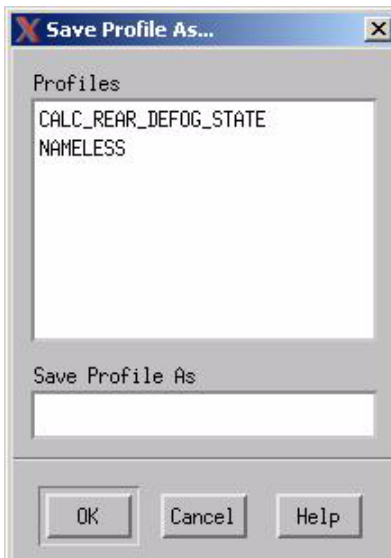 Save Profile As...
Profiles
CALC_REAR_DEFOG_STATE
NAMELESS
Save Profile As
OK Cancel Help